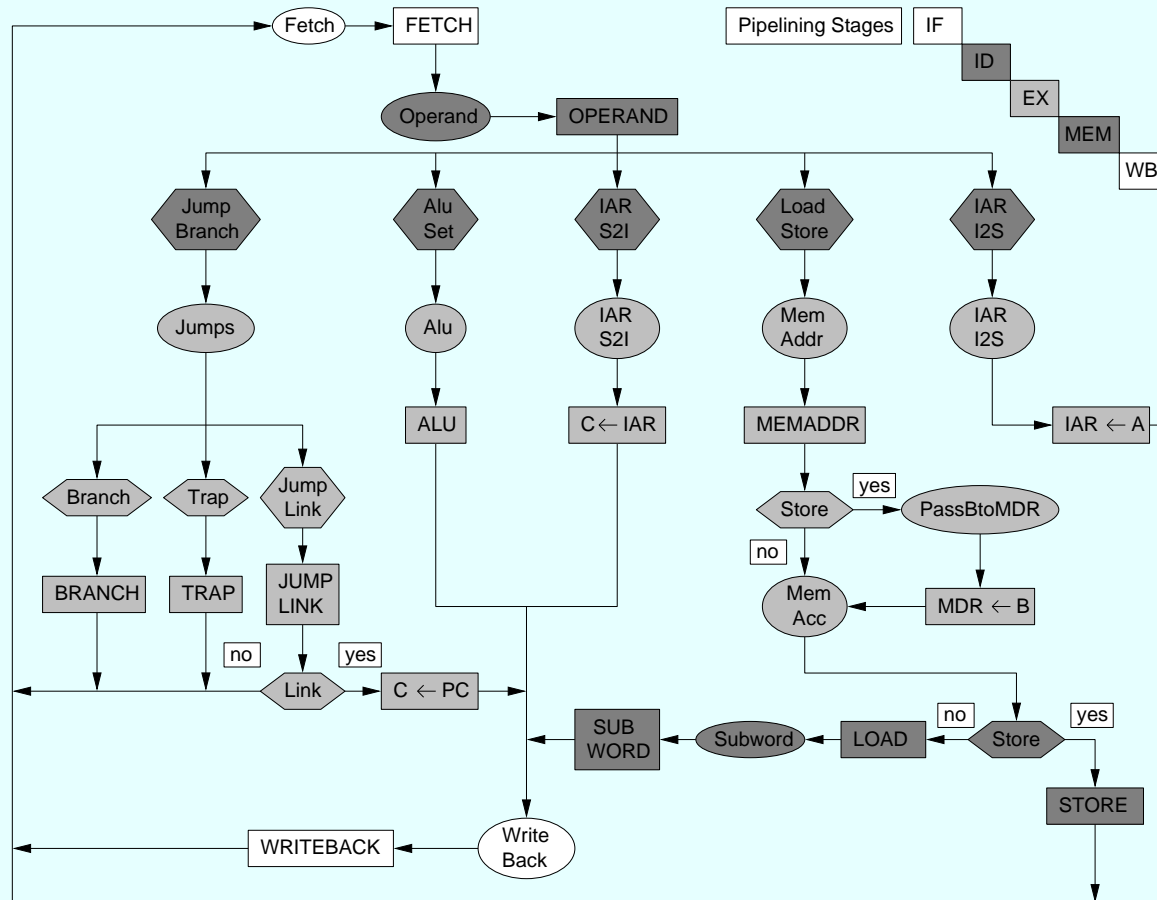 Fetch
FETCH
Pipelining Stages
IF
ID
EX
MEM
WB
Operand
OPERAND
Jump
Branch
Alu
Set
IAR
S2I
Load
Store
IAR
I2S
Jumps
Alu
IAR
S2I
Mem
Addr
IAR
I2S
ALU
C ← IAR
MEMADDR
IAR ← A
Branch
Trap
Jump
Link
Store
yes
PassBtoMDR
no
BRANCH
TRAP
JUMP
LINK
Mem
Acc
MDR ← B
no
yes
Link
C ← PC
SUB
WORD
Subword
LOAD
no
Store
yes
STORE
WRITEBACK
Write
Back